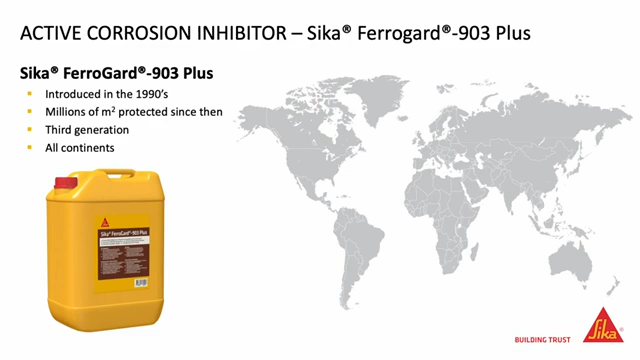 ACTIVE CORROSION INHIBITOR – Sika® Ferrogard®-903 Plus
Sika® FerroGard®-903 Plus
Introduced in the 1990's
Millions of m² protected since then
Third generation
All continents
Sika® FerroGard®-903 Plus
BUILDING TRUST
Sika